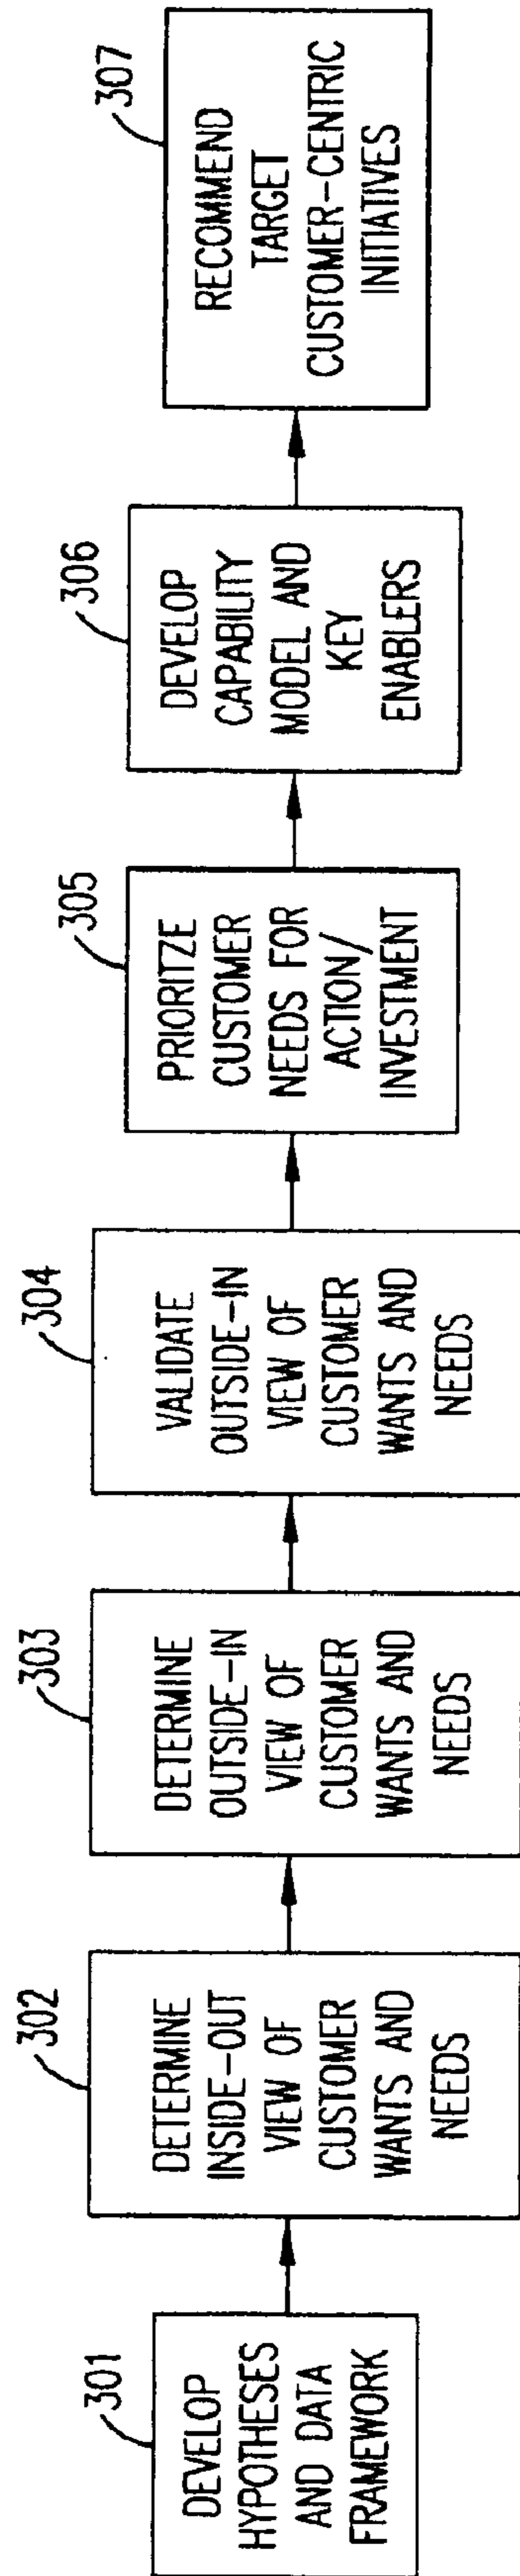 301
DEVELOP
HYPOTHESES
AND DATA
FRAMEWORK
302
DETERMINE
INSIDE-OUT
VIEW OF
CUSTOMER
WANTS AND
NEEDS
303
DETERMINE
OUTSIDE-IN
VIEW OF
CUSTOMER
WANTS AND
NEEDS
304
VALIDATE
OUTSIDE-IN
VIEW OF
CUSTOMER
WANTS AND
NEEDS
305
PRIORITZE
CUSTOMER
NEEDS FOR
ACTION/
INVESTMENT
306
DEVELOP
CAPABILITY
MODEL AND
KEY
ENABLERS
307
RECOMMEND
TARGET
CUSTOMER-CENTRIC
INITIATIVES